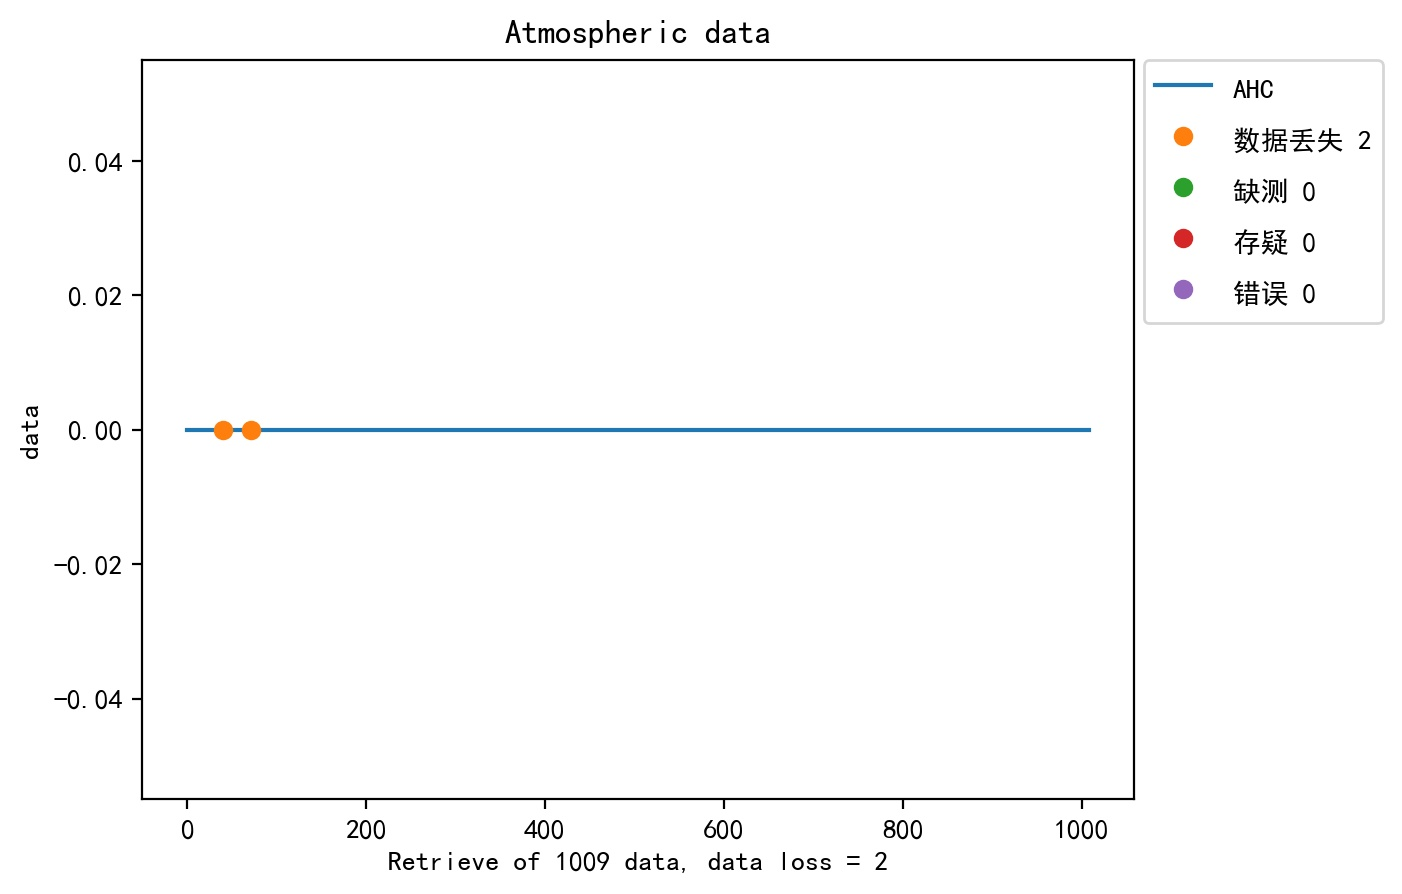 Atmospheric data
AHC
数据丢失 2
缺测 0
存疑 0
错误 0
data
0.04
0.02
0.00
−0.02
−0.04
0
200
400
600
800
1000
Retrieve of 1009 data, data loss = 2